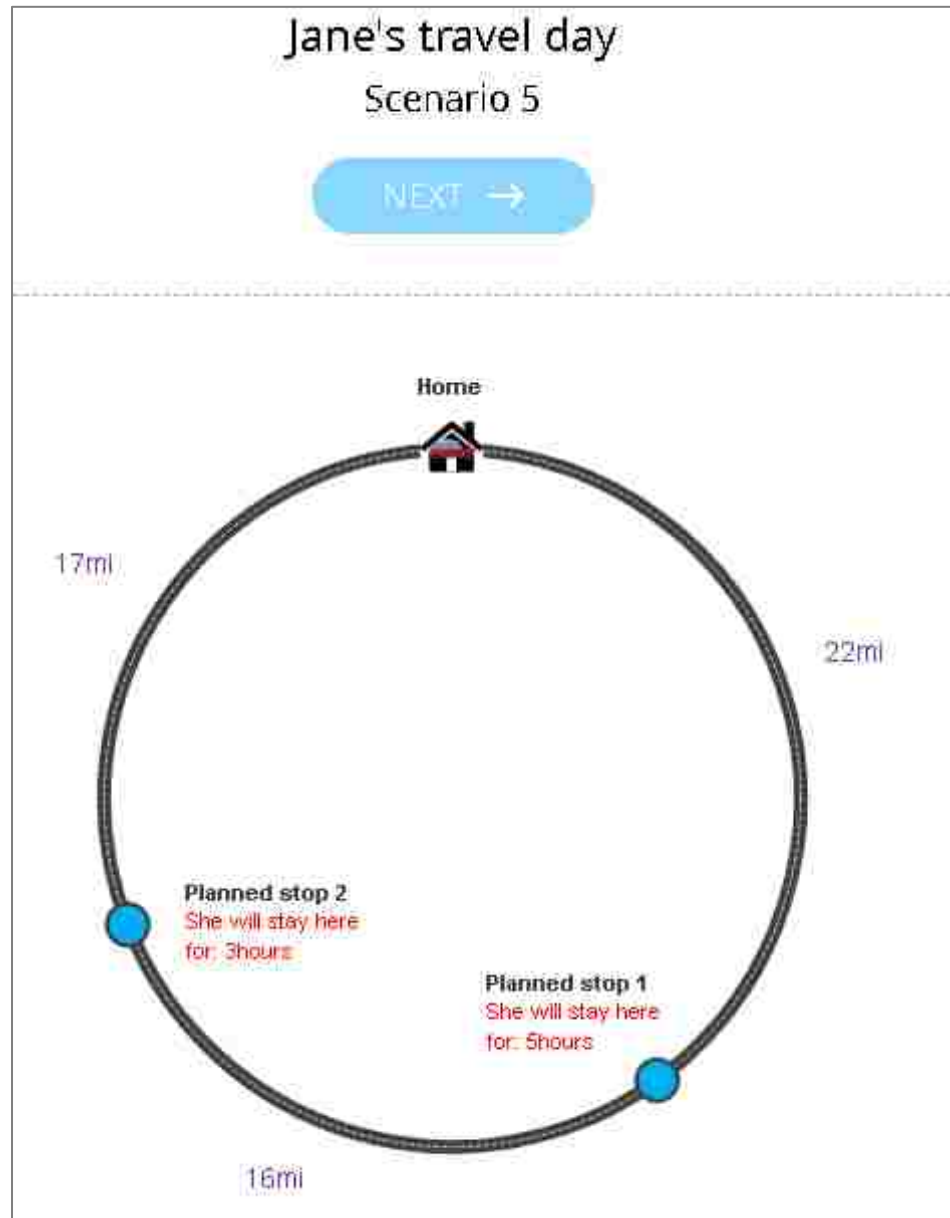 Jane's travel day
Scenario 5
NEXT →
Home
17mi
22mi
Planned stop 2
She will stay here
for: 3hours
Planned stop 1
She will stay here
for: 5hours
16mi